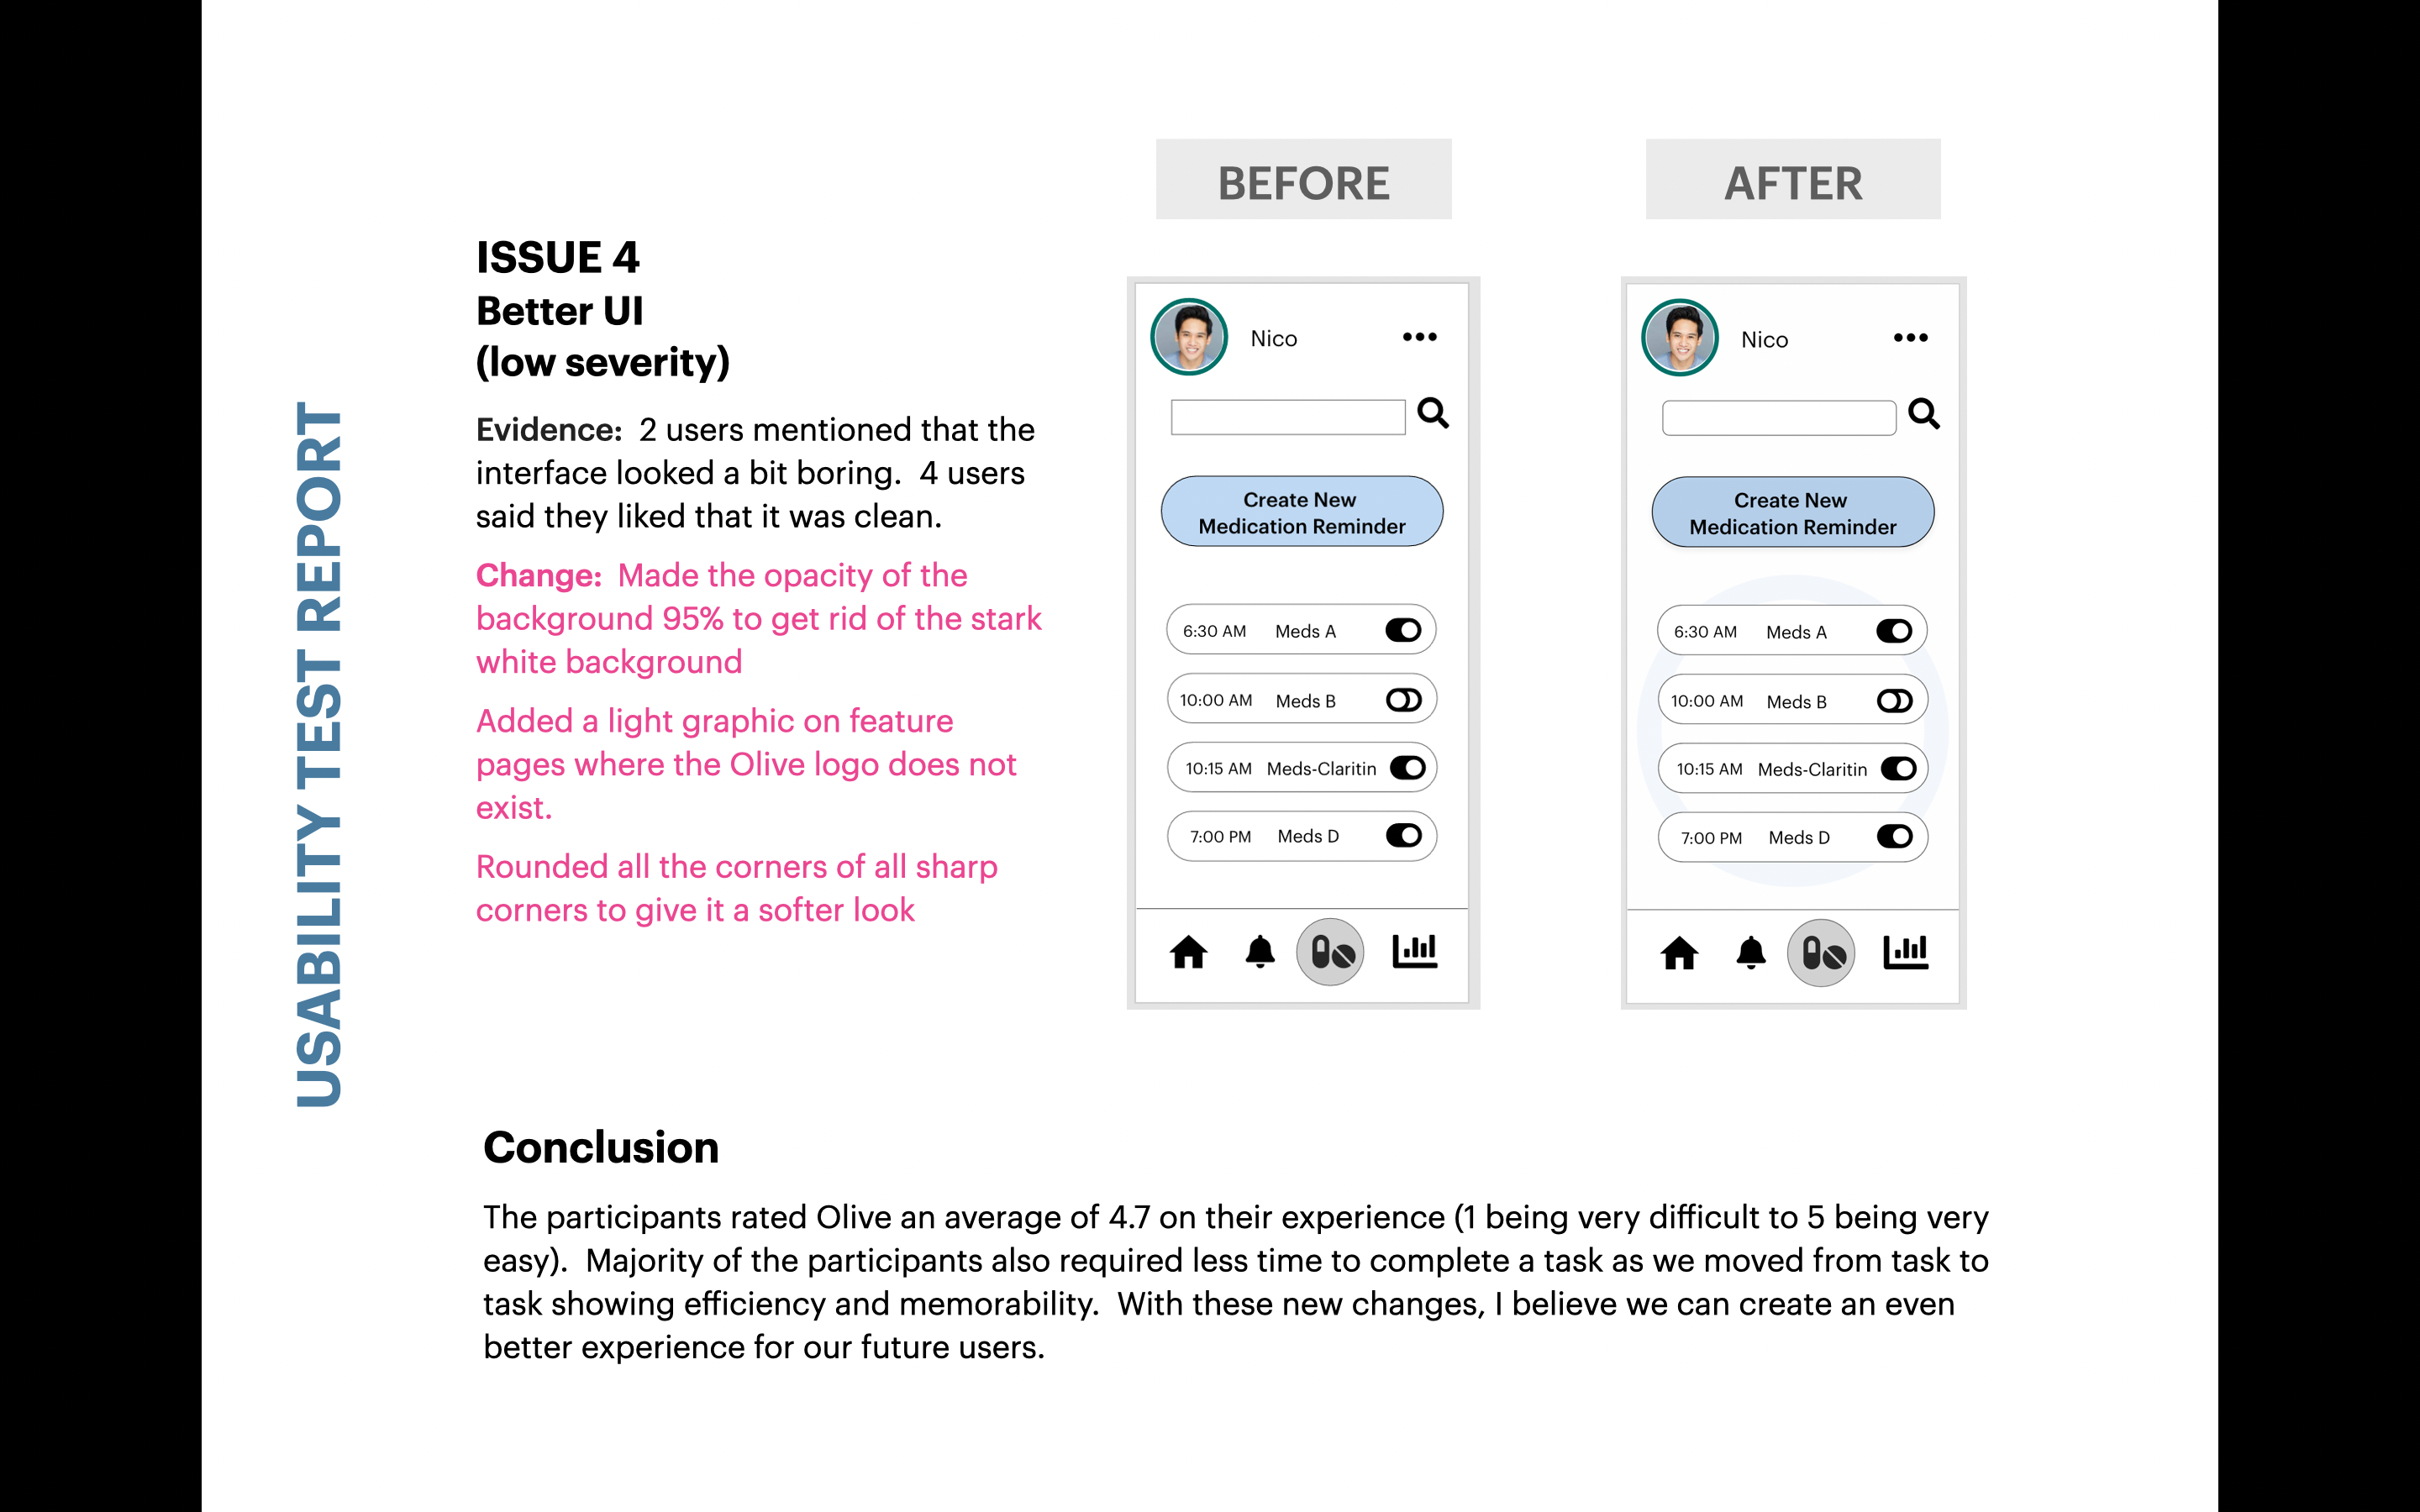 USABILITY TEST REPORT
ISSUE 4
Better UI
(low severity)
Evidence:  2 users mentioned that the
interface looked a bit boring.  4 users
said they liked that it was clean.
Change:  Made the opacity of the
background 95% to get rid of the stark
white background
Added a light graphic on feature
pages where the Olive logo does not
exist.
Rounded all the corners of all sharp
corners to give it a softer look
BEFORE
Nico
Create New
Medication Reminder
6:30 AM Meds A
10:00 AM Meds B
10:15 AM Meds-Claritin
7:00 PM Meds D
AFTER
Nico
Create New
Medication Reminder
6:30 AM Meds A
10:00 AM Meds B
10:15 AM Meds-Claritin
7:00 PM Meds D
Conclusion
The participants rated Olive an average of 4.7 on their experience (1 being very difficult to 5 being very
easy).  Majority of the participants also required less time to complete a task as we moved from task to
task showing efficiency and memorability.  With these new changes, I believe we can create an even
better experience for our future users.